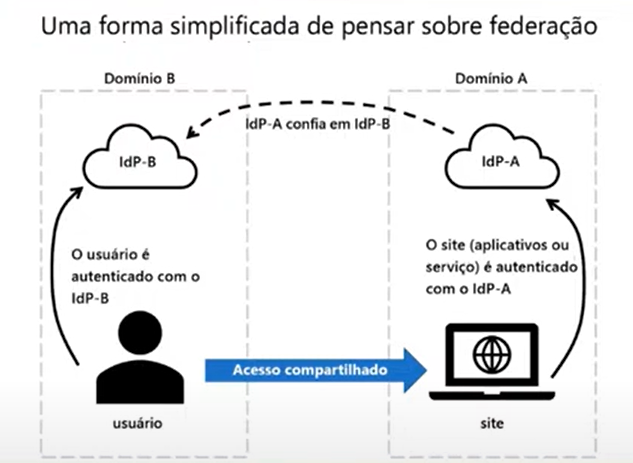 Uma forma simplificada de pensar sobre federação
Domínio B
Domínio A
IdP-A confia em IdP-B
IdP-B
IdP-A
O usuário é
autenticado com o
IdP-B
O site (aplicativos ou
serviço) é autenticado
com o IdP-A
Acesso compartilhado
usuário
site